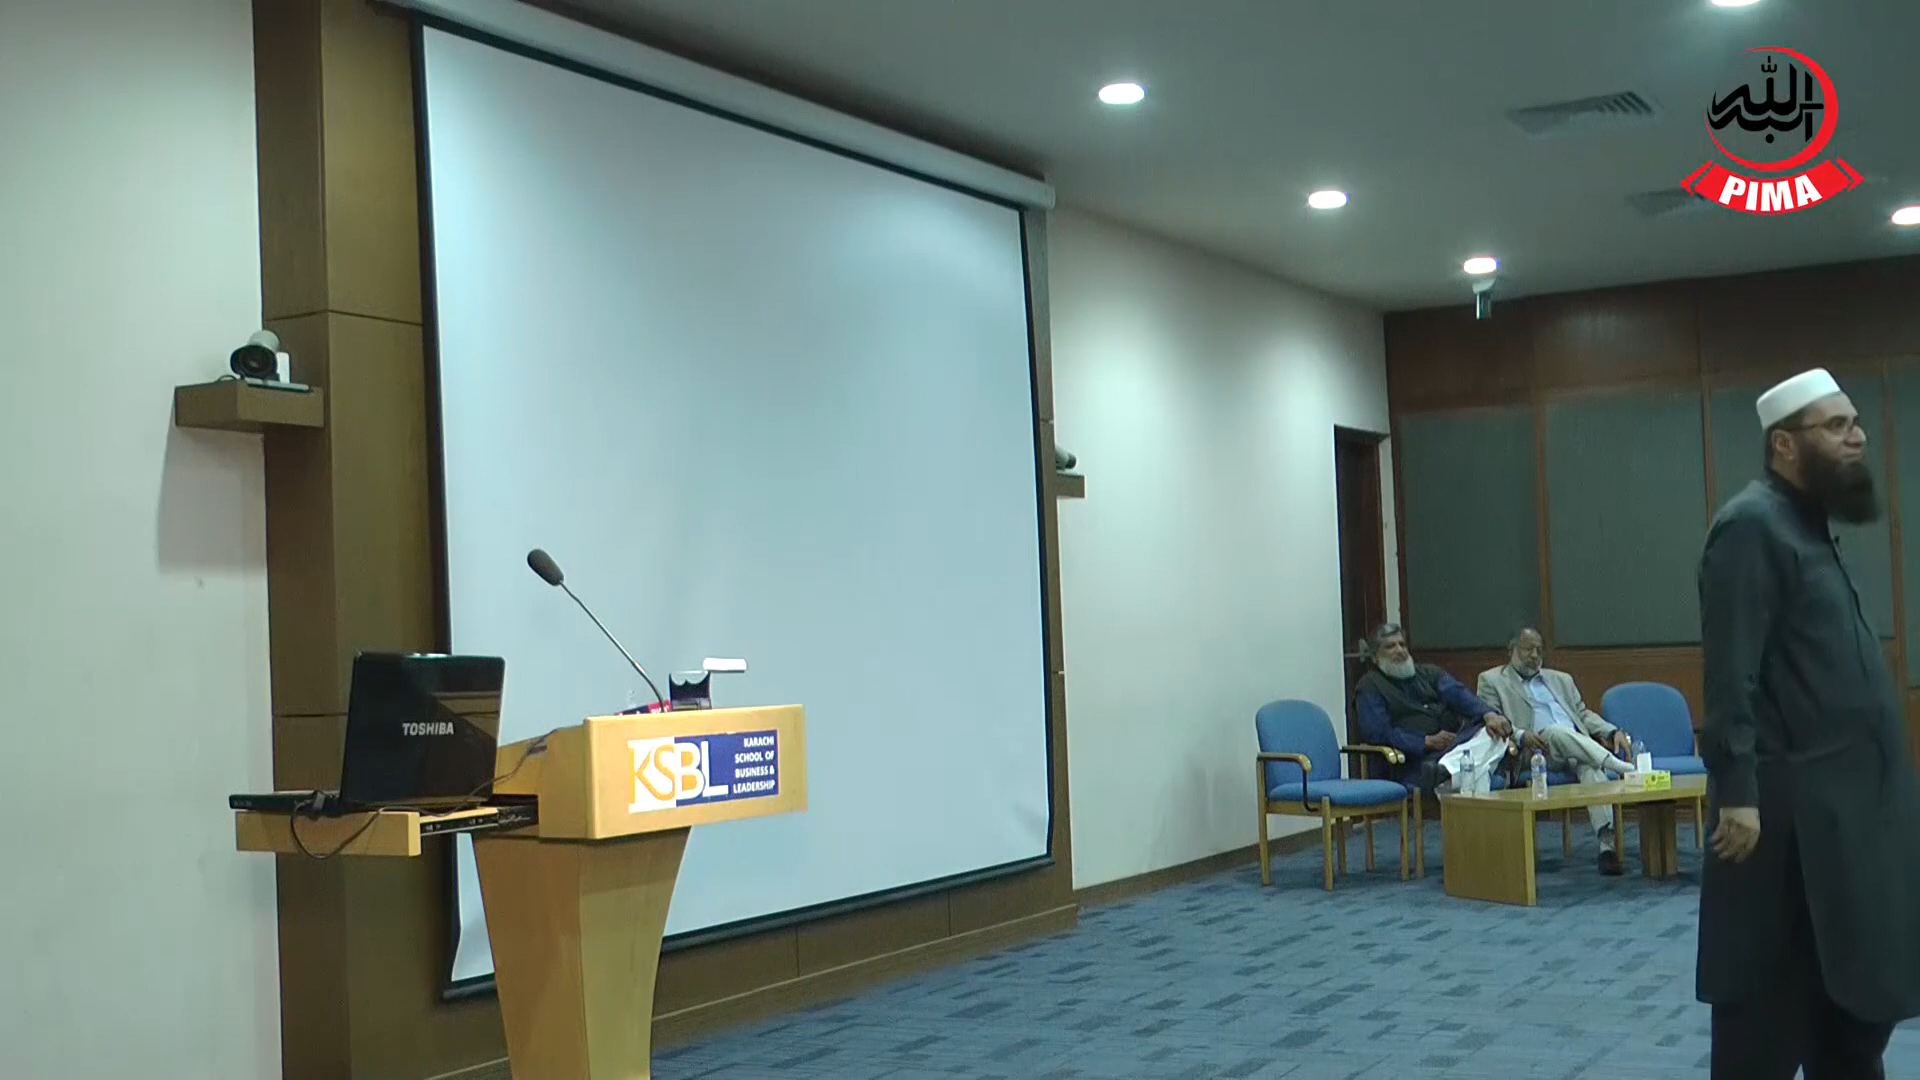 الله
PIMA
TOSHIBA
KSBL
KARACHI
SCHOOL OF
BUSINESS &
LEADERSHIP